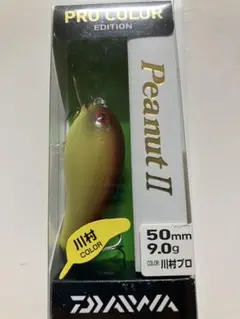 PRO COLOR
EDITION
Peanut II
川村
COLOR
50mm
9.0g
COLOR 川村プロ
DAIWA